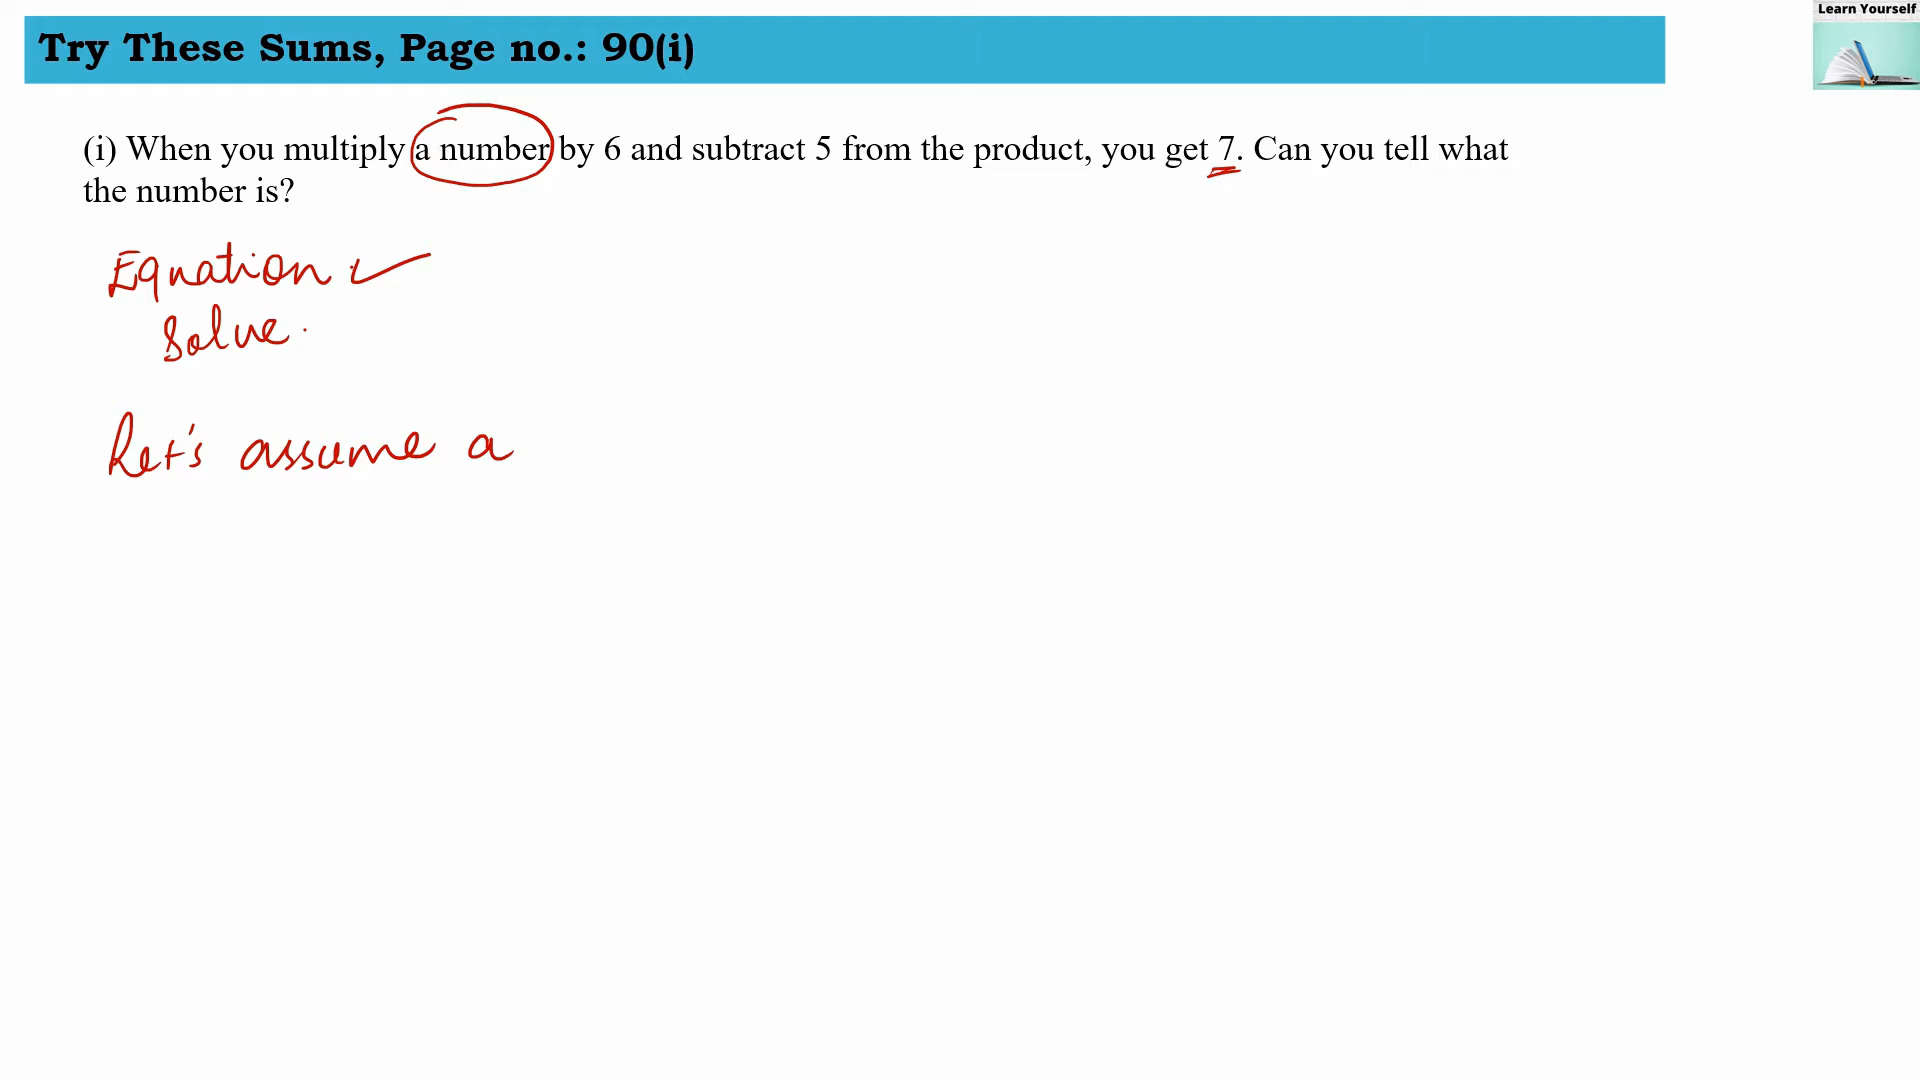 Learn Yourself
Try These Sums, Page no.: 90(i)
(i) When you multiply a number by 6 and subtract 5 from the product, you get 7. Can you tell what
the number is?
Equation
Solve.
Let's assume a